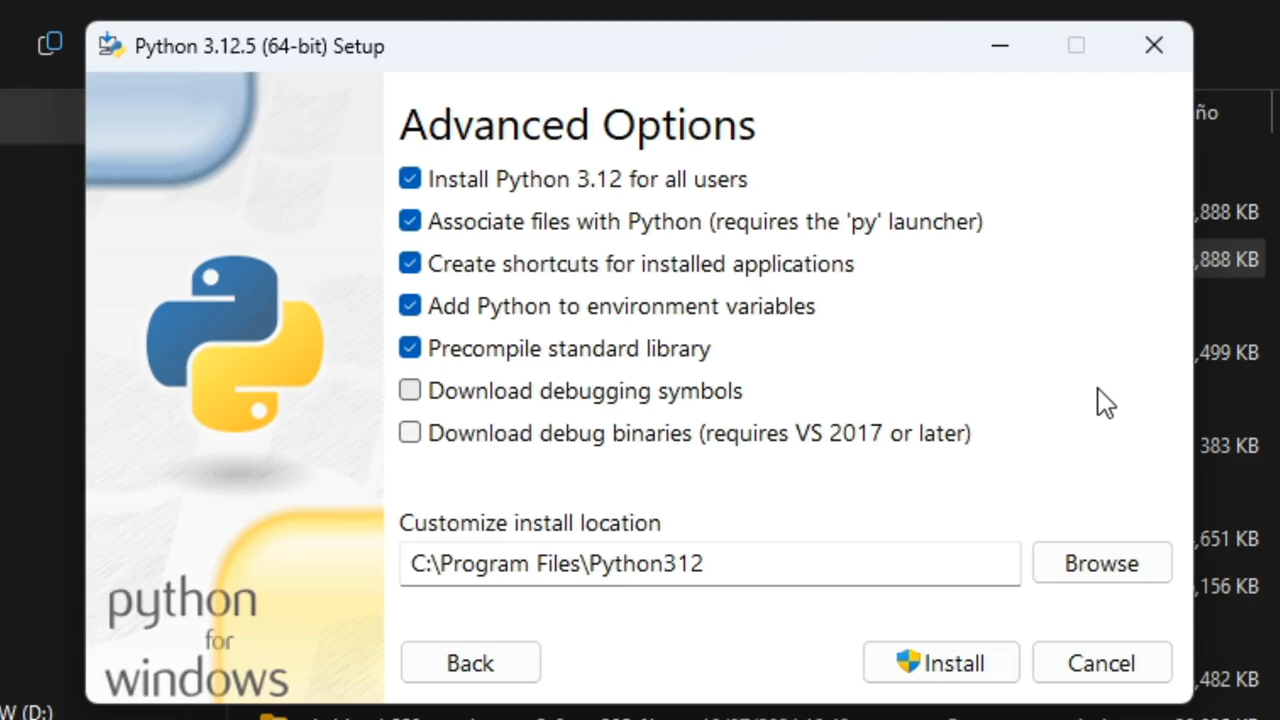 Python 3.12.5 (64-bit) Setup
Advanced Options
Install Python 3.12 for all users
Associate files with Python (requires the 'py' launcher)
Create shortcuts for installed applications
Add Python to environment variables
Precompile standard library
Download debugging symbols
Download debug binaries (requires VS 2017 or later)
Customize install location
C:\Program Files\Python312
Browse
Back
Install
Cancel
python
for
windows
ño
,888 KB
,888 KB
,499 KB
383 KB
,651 KB
,156 KB
,482 KB
W (D:)